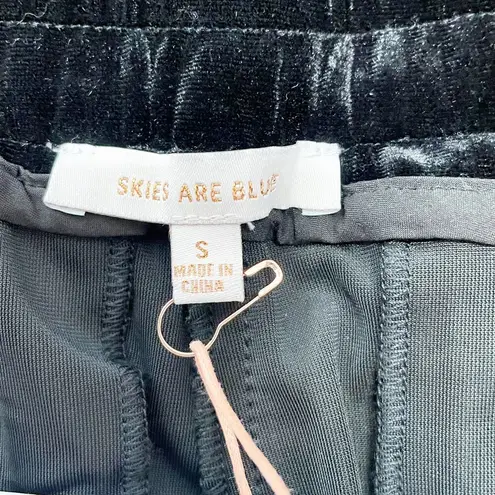 SKIES ARE BLUE
S
MADE IN
CHINA